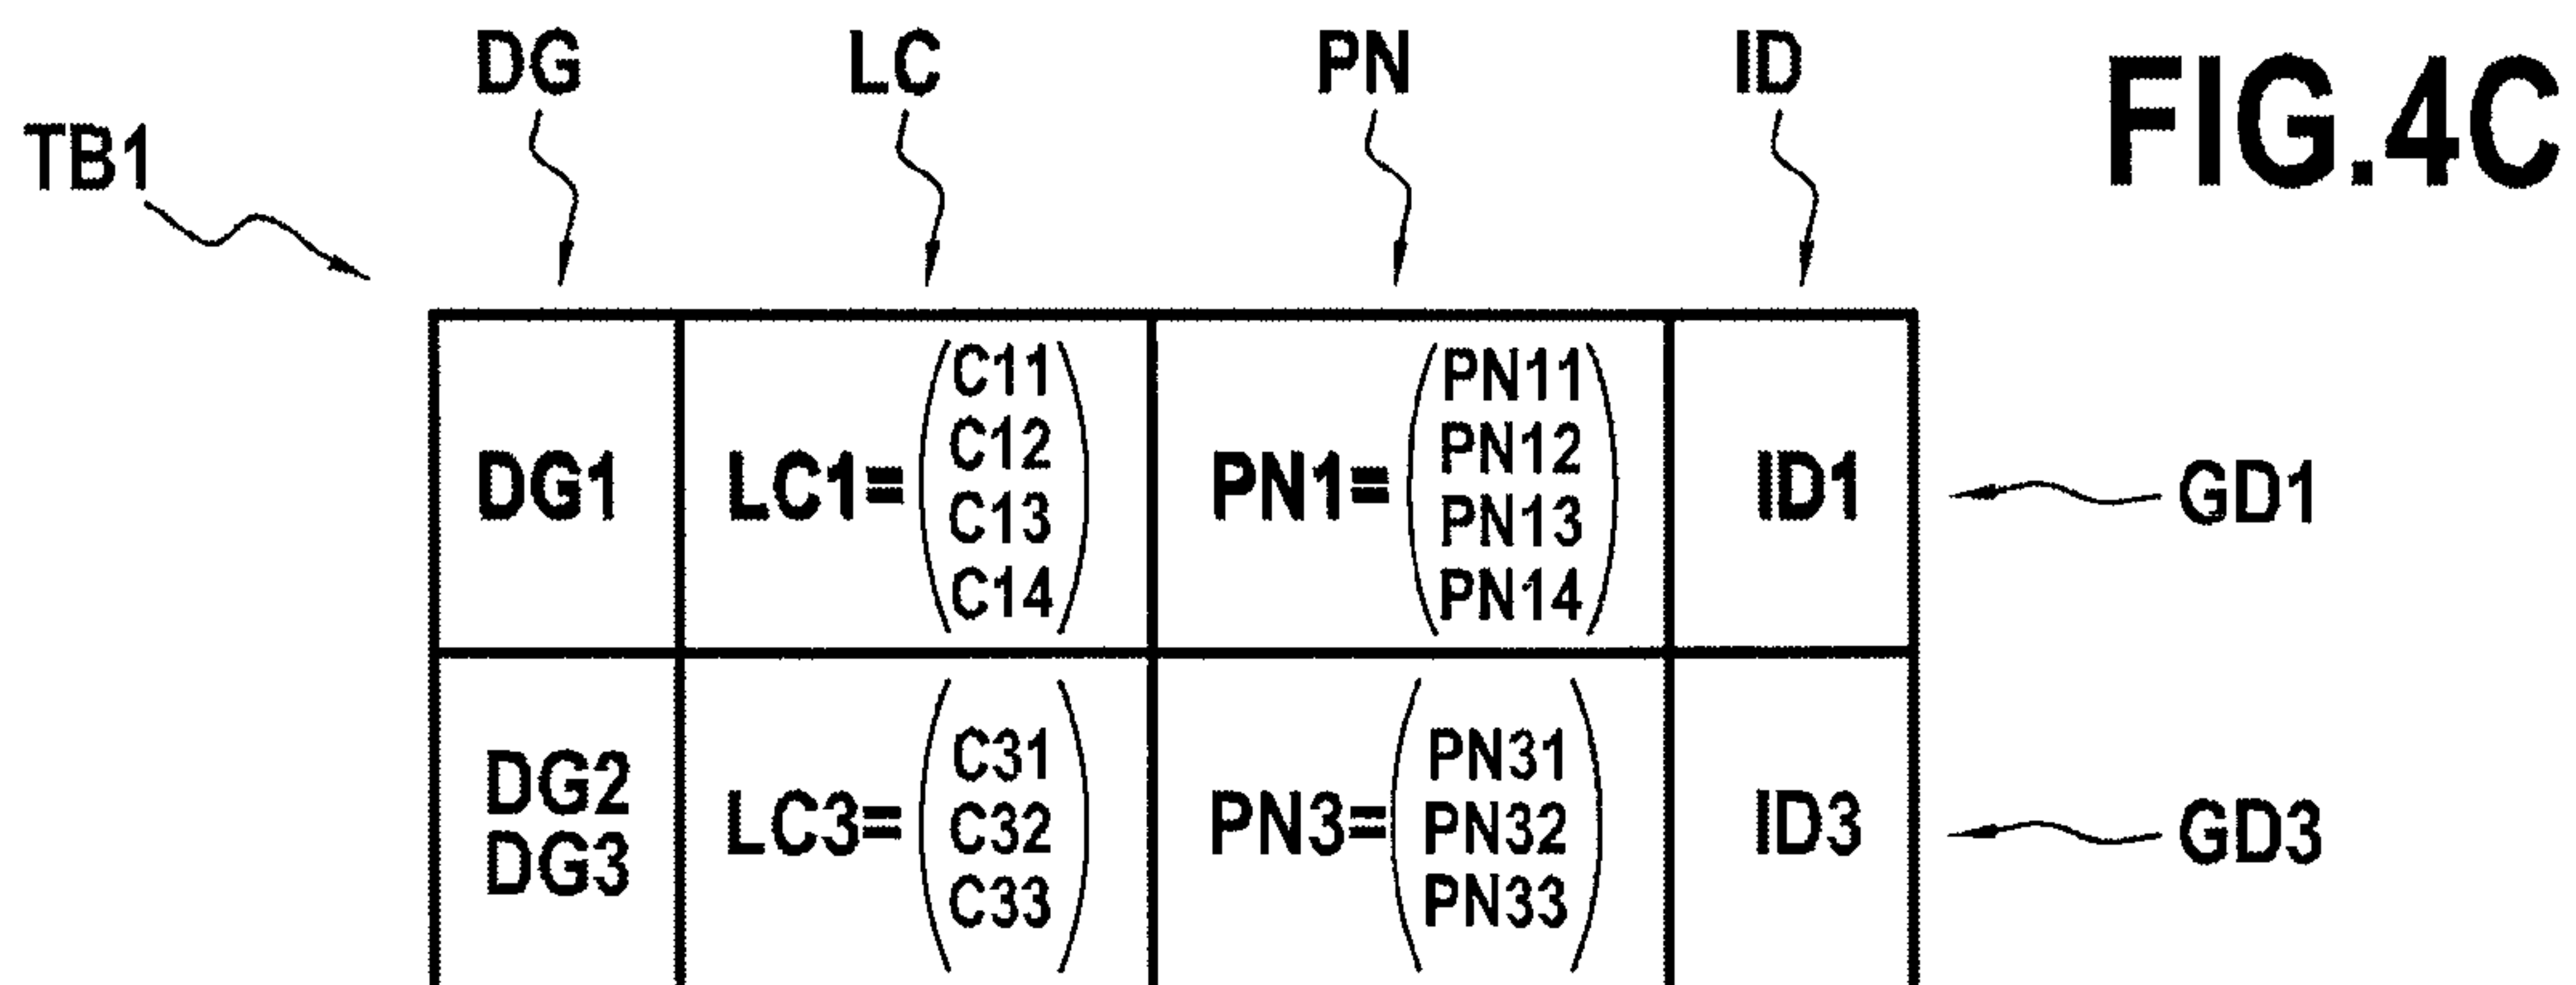 DG LC PN ID FIG.4C
TB1
DG1 LC1= C11 C12 C13 C14 PN1= PN11 PN12 PN13 PN14 ID1 GD1
DG2 DG3 LC3= C31 C32 C33 PN3= PN31 PN32 PN33 ID3 GD3